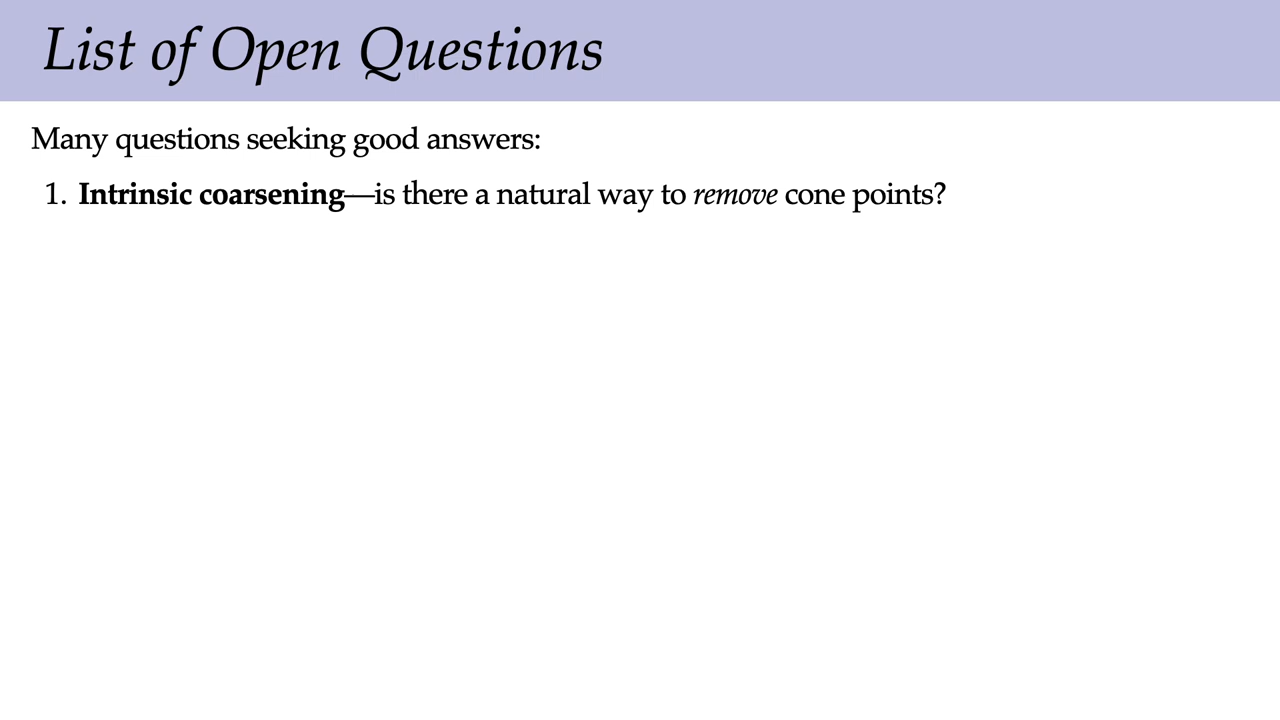 List of Open Questions
Many questions seeking good answers:
1. Intrinsic coarsening—is there a natural way to remove cone points?